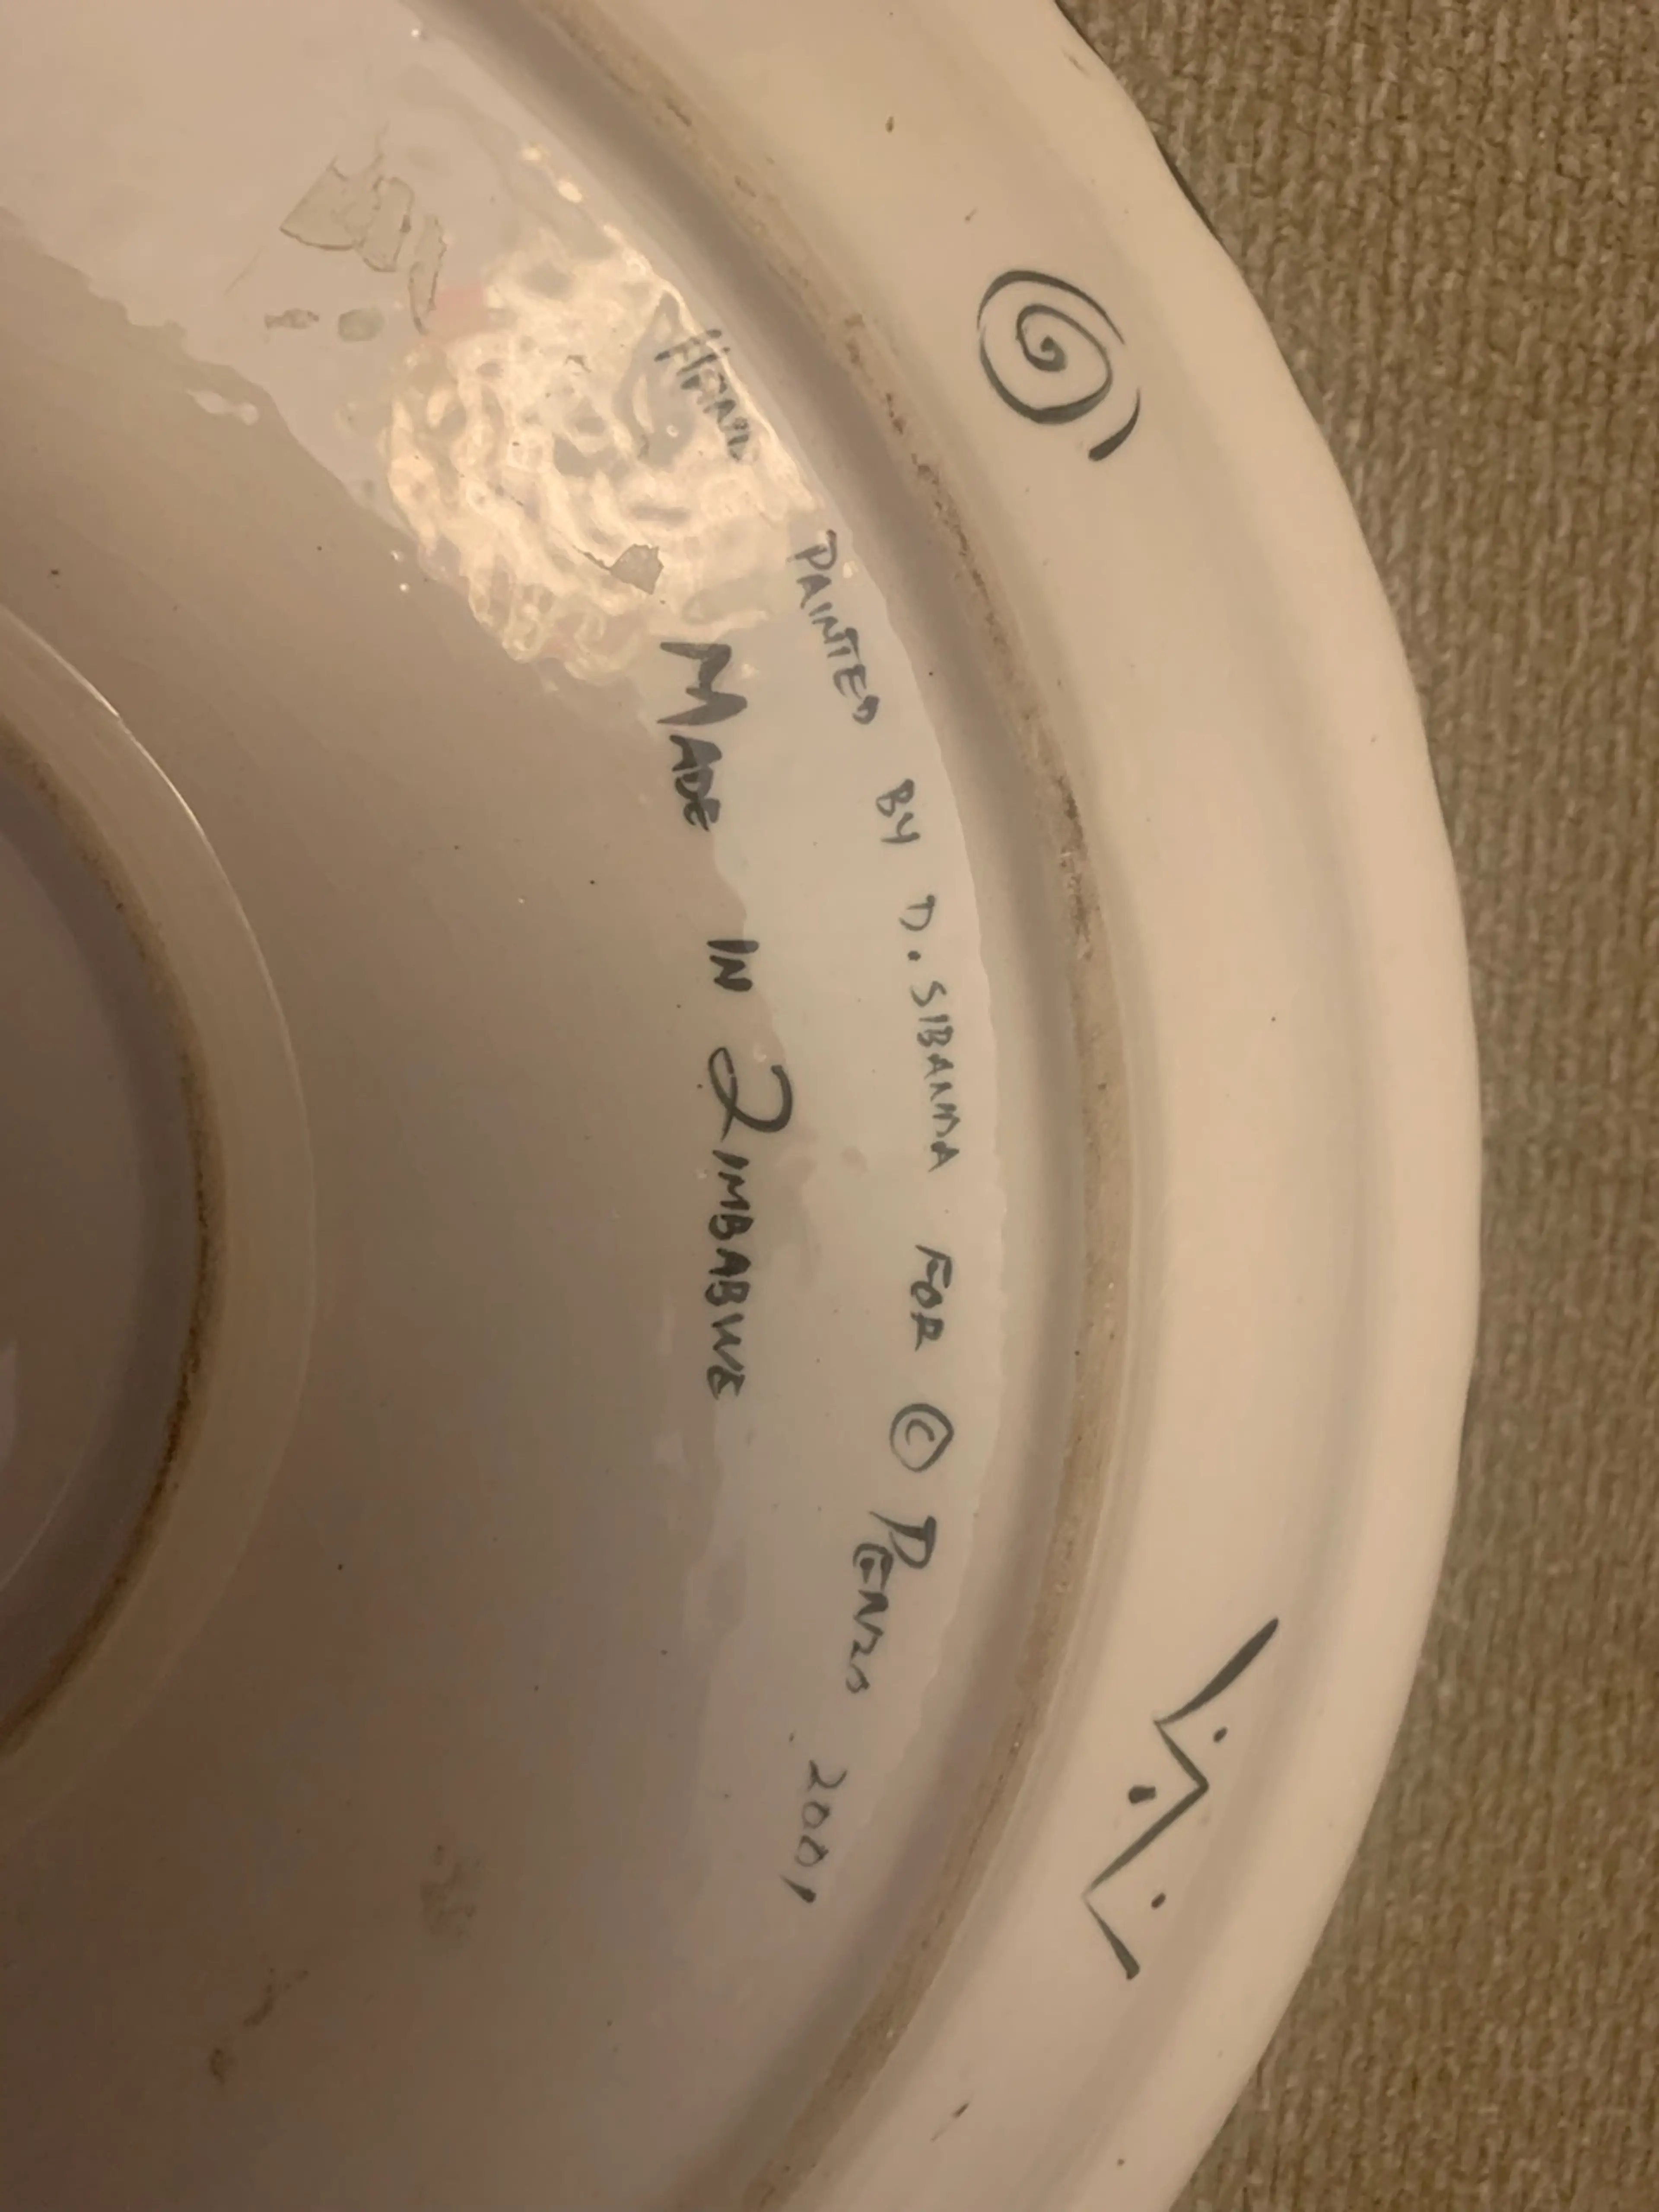 HAND PAINTED BY D. SIBANDA FOR © PENZO 2001
MADE IN ZIMBABWE